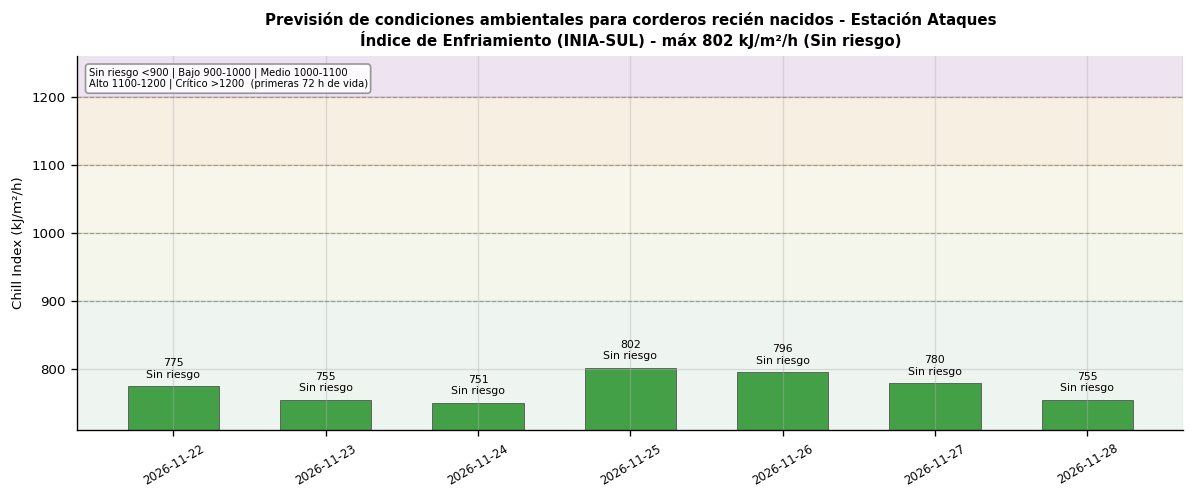 Previsión de condiciones ambientales para corderos recién nacidos - Estación Ataques
Índice de Enfriamiento (INIA-SUL) - máx 802 kJ/m²/h (Sin riesgo)
Sin riesgo <900 | Bajo 900-1000 | Medio 1000-1100
Alto 1100-1200 | Crítico >1200  (primeras 72 h de vida)
Chill Index (kJ/m²/h)
1200
1100
1000
900
800
775
Sin riesgo
755
Sin riesgo
751
Sin riesgo
802
Sin riesgo
796
Sin riesgo
780
Sin riesgo
755
Sin riesgo
2026-11-22
2026-11-23
2026-11-24
2026-11-25
2026-11-26
2026-11-27
2026-11-28